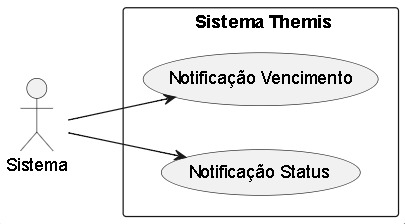 Sistema Themis
Notificação Vencimento
Sistema
Notificação Status